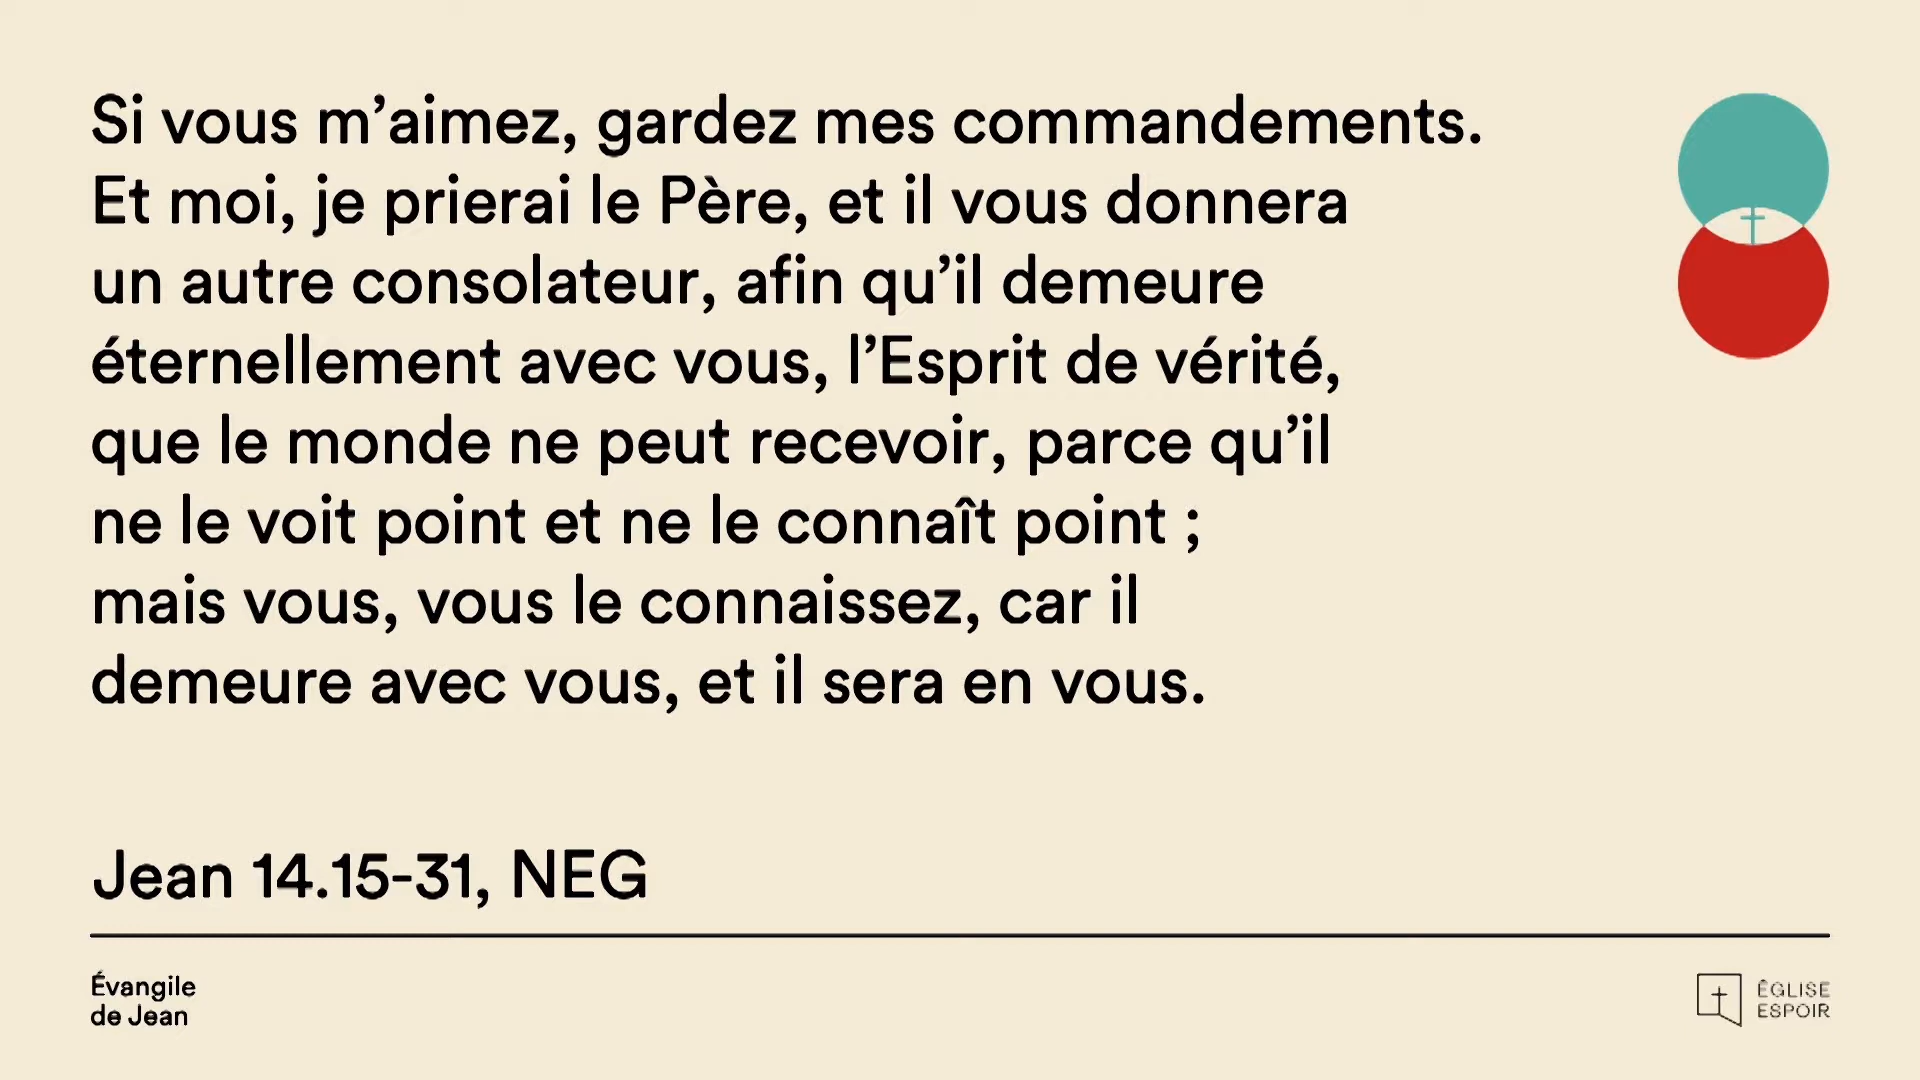 Si vous m’aimez, gardez mes commandements.
Et moi, je prierai le Père, et il vous donnera
un autre consolateur, afin qu’il demeure
éternellement avec vous, l’Esprit de vérité,
que le monde ne peut recevoir, parce qu’il
ne le voit point et ne le connaît point ;
mais vous, vous le connaissez, car il
demeure avec vous, et il sera en vous.
Jean 14.15-31, NEG
Évangile
de Jean
ÉGLISE
ESPOIR